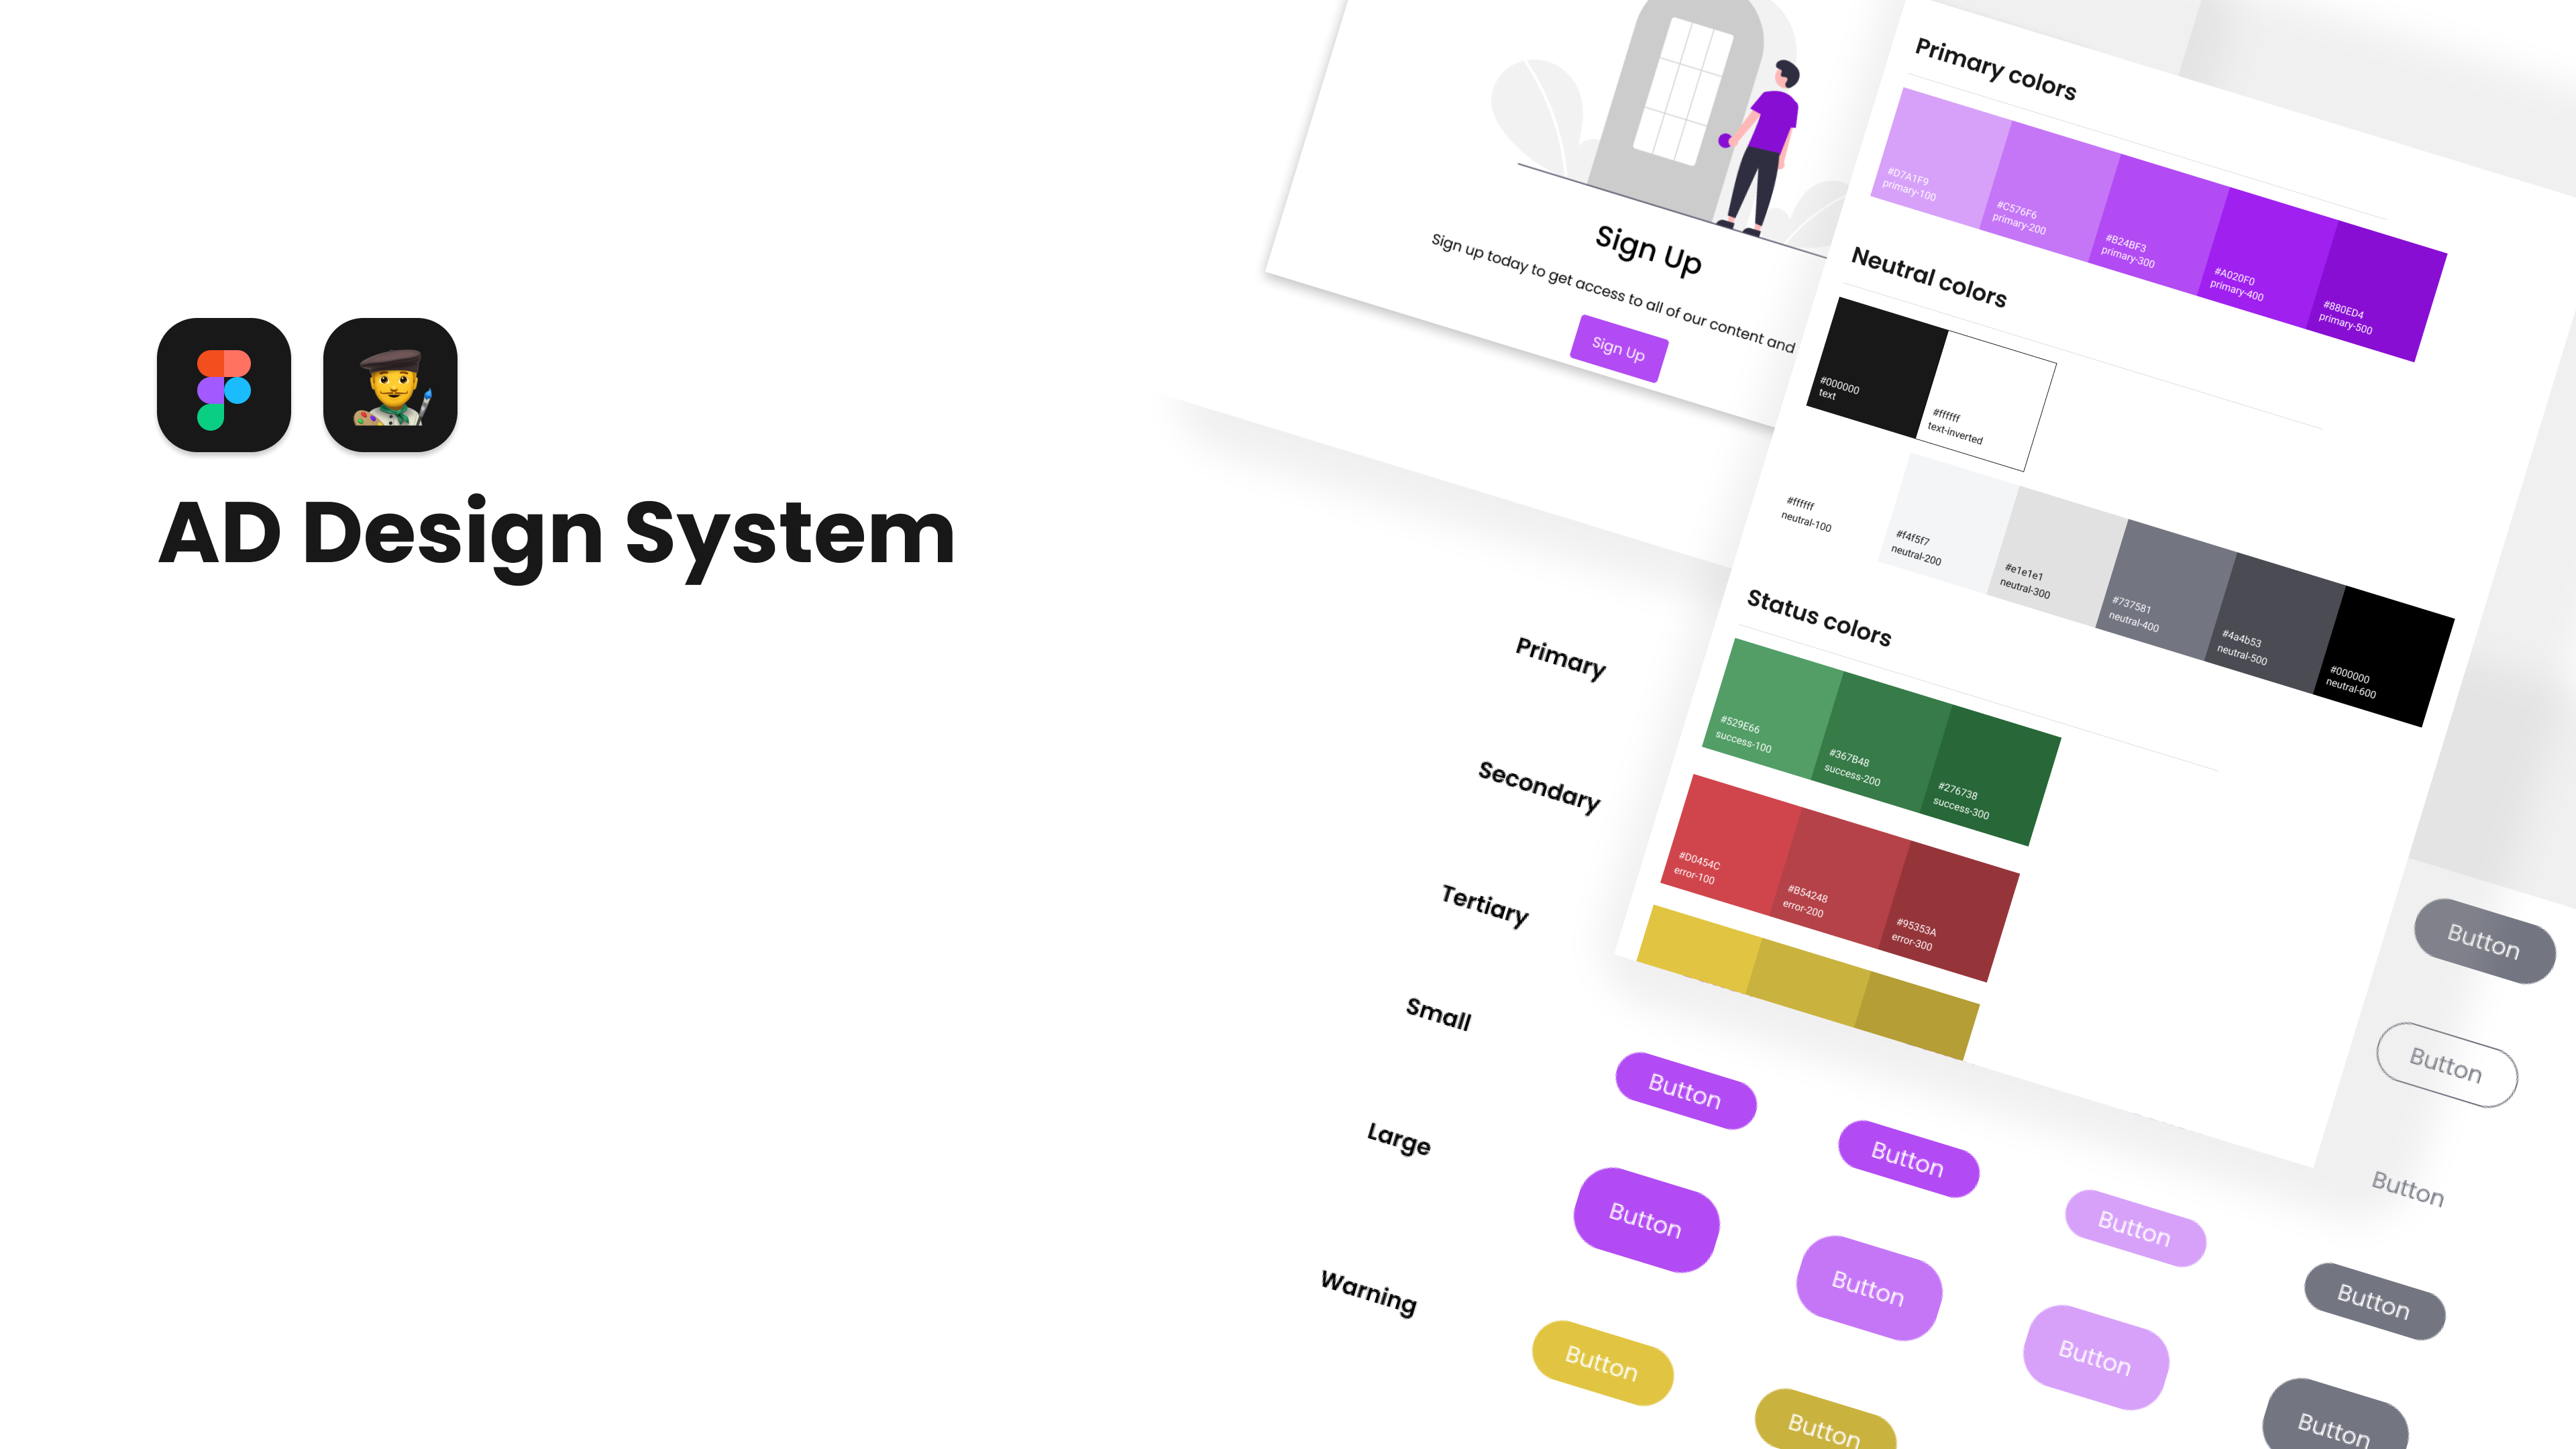 AD Design System
Sign Up
Sign up today to get access to all of our content and
Sign Up
Primary colors
#D7A1F9
primary-100
#C576F6
primary-200
#B24BF3
primary-300
#A020F0
primary-400
#880ED4
primary-500
Neutral colors
#000000
text
#ffffff
text-inverted
#ffffff
neutral-100
#f4f5f7
neutral-200
#e1e1e1
neutral-300
#737581
neutral-400
#4a4b53
neutral-500
#000000
neutral-600
Status colors
#529E66
success-100
#367B48
success-200
#276738
success-300
#D0454C
error-100
#B54248
error-200
#95353A
error-300
Primary
Button
Secondary
Button
Tertiary
Button
Small
Button
Button
Button
Button
Large
Button
Button
Button
Button
Warning
Button
Button